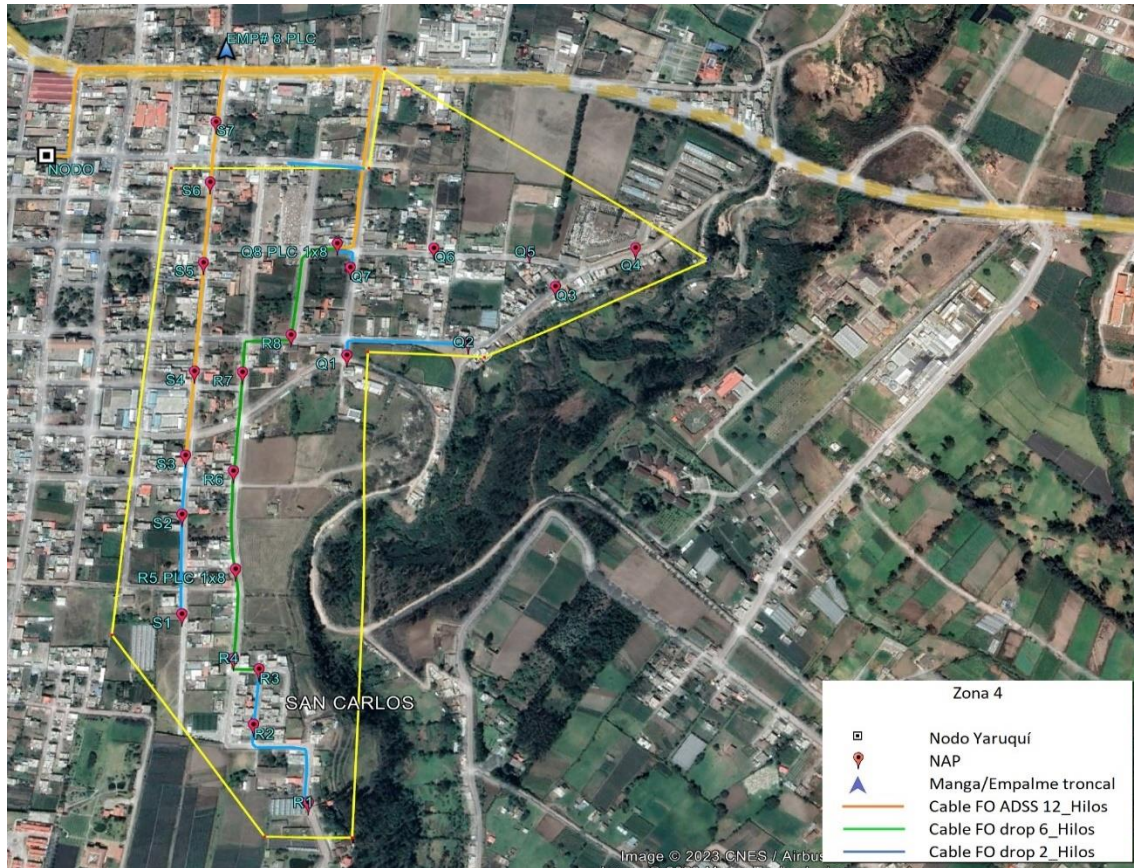 EMP# 8 PLC
S7
NODO
S6
Q8 PLC 1x8
Q6
Q5
Q4
S5
Q7
Q3
R8
Q2
Q1
S4
R7
S3
R6
S2
R5 PLC 1x8
S1
R4
R3
SAN CARLOS
R2
R1
Zona 4
Nodo Yaruquí
NAP
Manga/Empalme troncal
Cable FO ADSS 12_Hilos
Cable FO drop 6_Hilos
Cable FO drop 2_Hilos
Image © 2023 CNES / Airbus